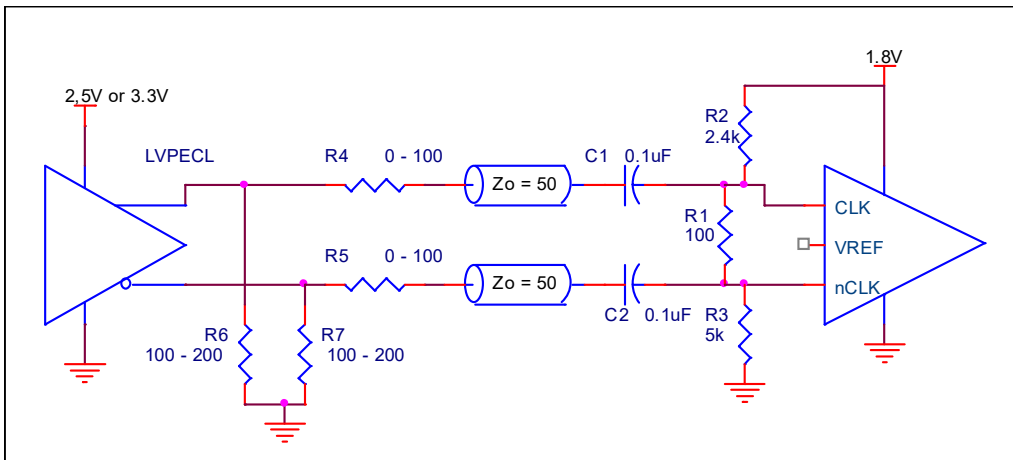 1.8V
2,5V or 3.3V
R2
2.4k
LVPECL
R4
0 - 100
C1
0.1uF
Zo = 50
CLK
R1
100
VREF
R5
0 - 100
Zo = 50
nCLK
C2
0.1uF
R3
5k
R6
100 - 200
R7
100 - 200